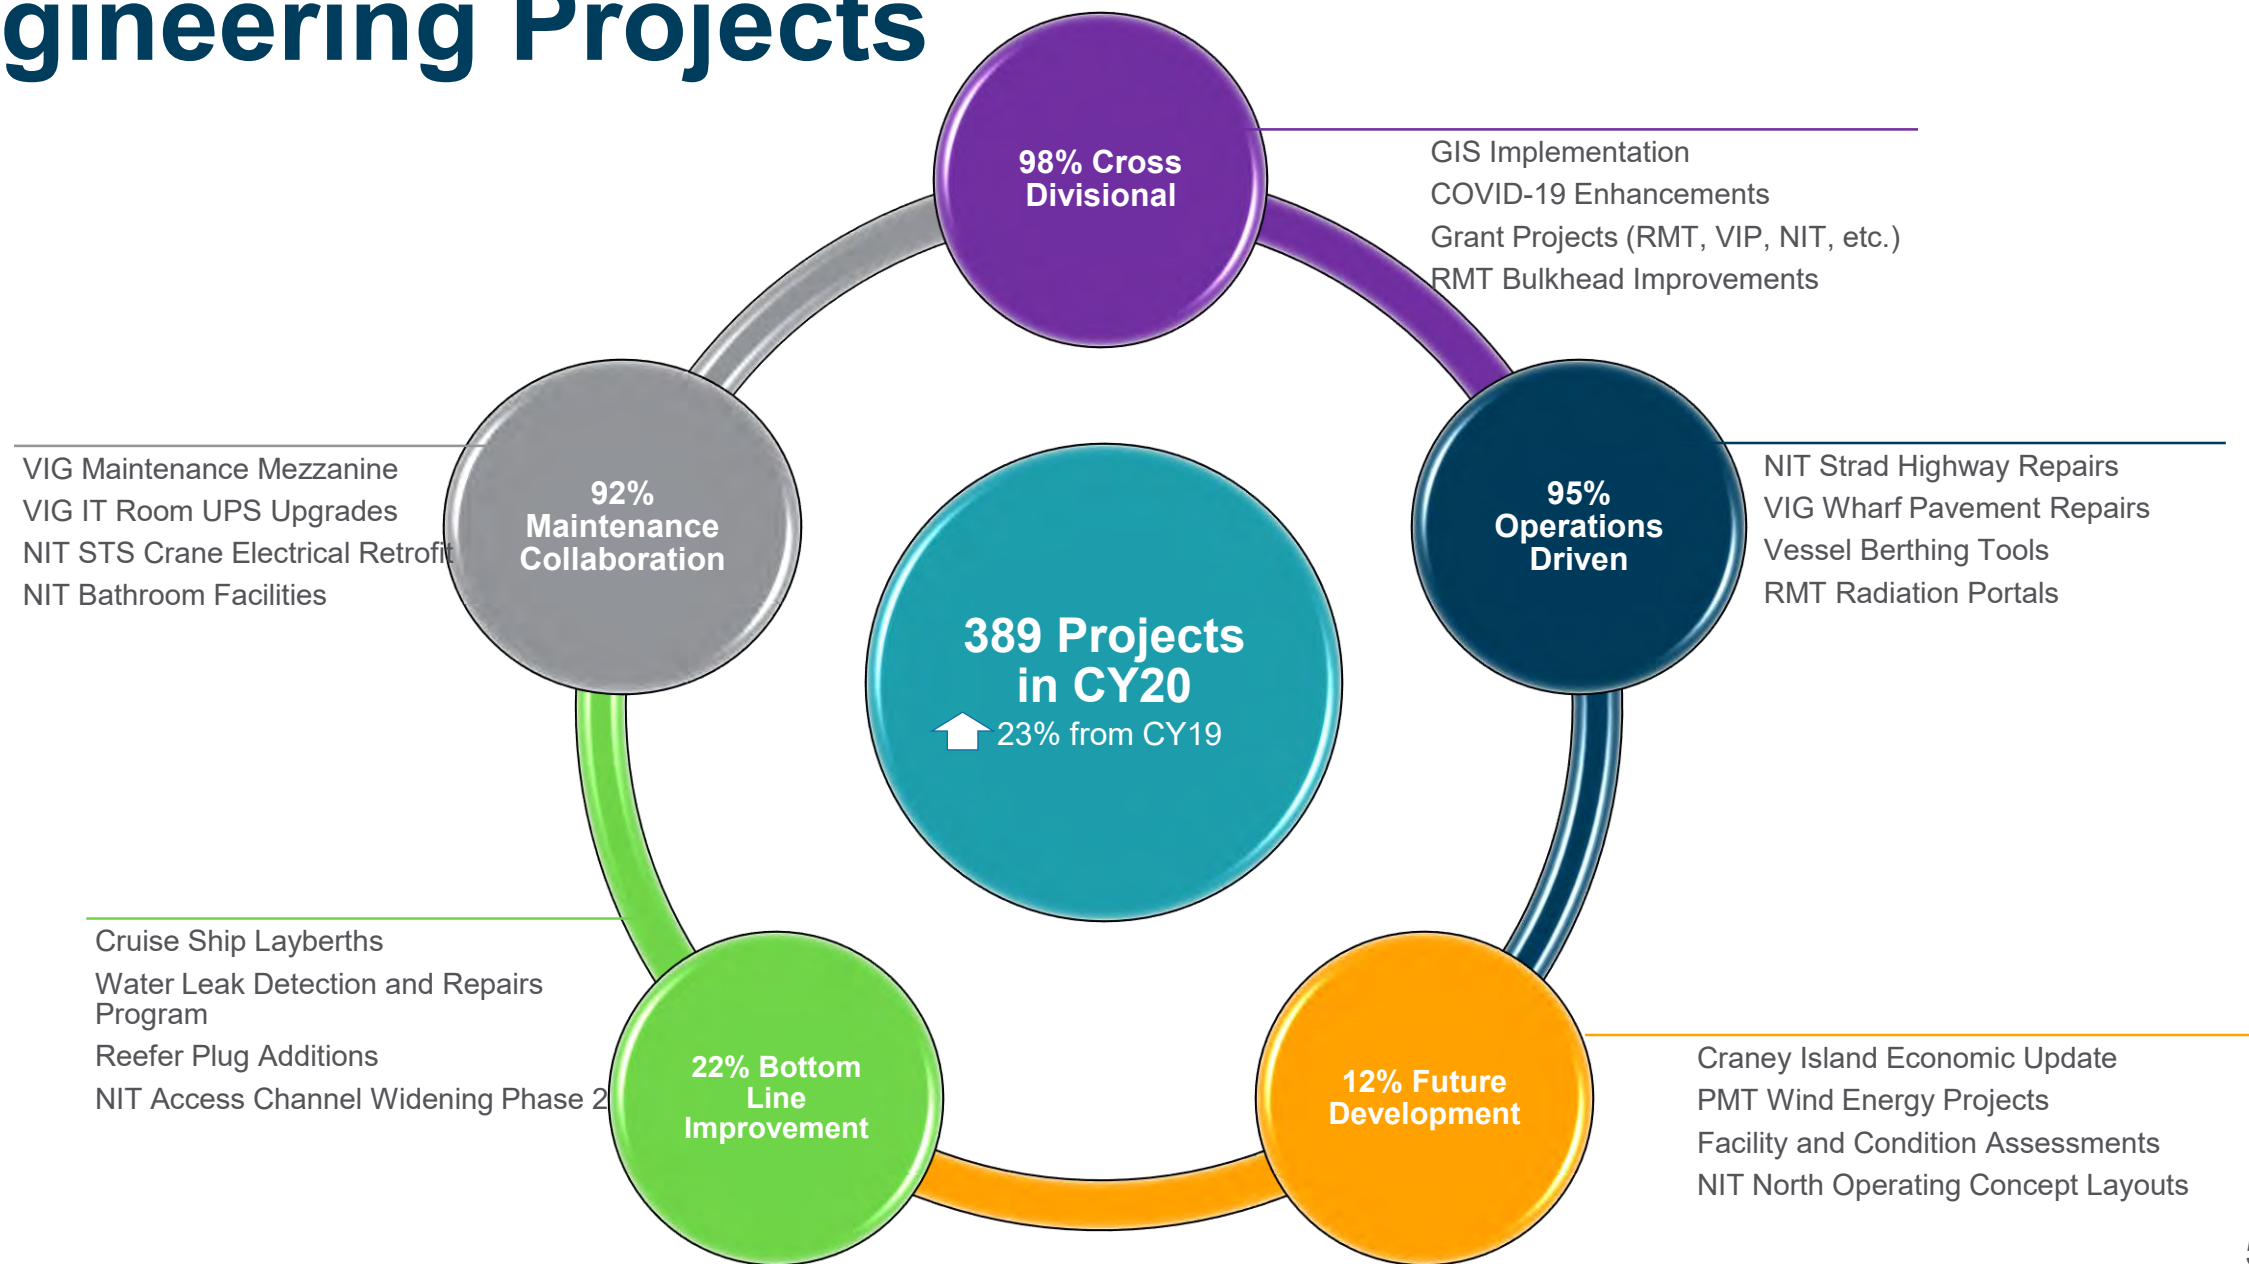 gineering Projects
98% Cross
Divisional
GIS Implementation
COVID-19 Enhancements
Grant Projects (RMT, VIP, NIT, etc.)
RMT Bulkhead Improvements
95%
Operations
Driven
NIT Strad Highway Repairs
VIG Wharf Pavement Repairs
Vessel Berthing Tools
RMT Radiation Portals
12% Future
Development
Craney Island Economic Update
PMT Wind Energy Projects
Facility and Condition Assessments
NIT North Operating Concept Layouts
22% Bottom
Line
Improvement
Cruise Ship Layberths
Water Leak Detection and Repairs
Program
Reefer Plug Additions
NIT Access Channel Widening Phase 2
92%
Maintenance
Collaboration
VIG Maintenance Mezzanine
VIG IT Room UPS Upgrades
NIT STS Crane Electrical Retrofit
NIT Bathroom Facilities
389 Projects
in CY20
23% from CY19